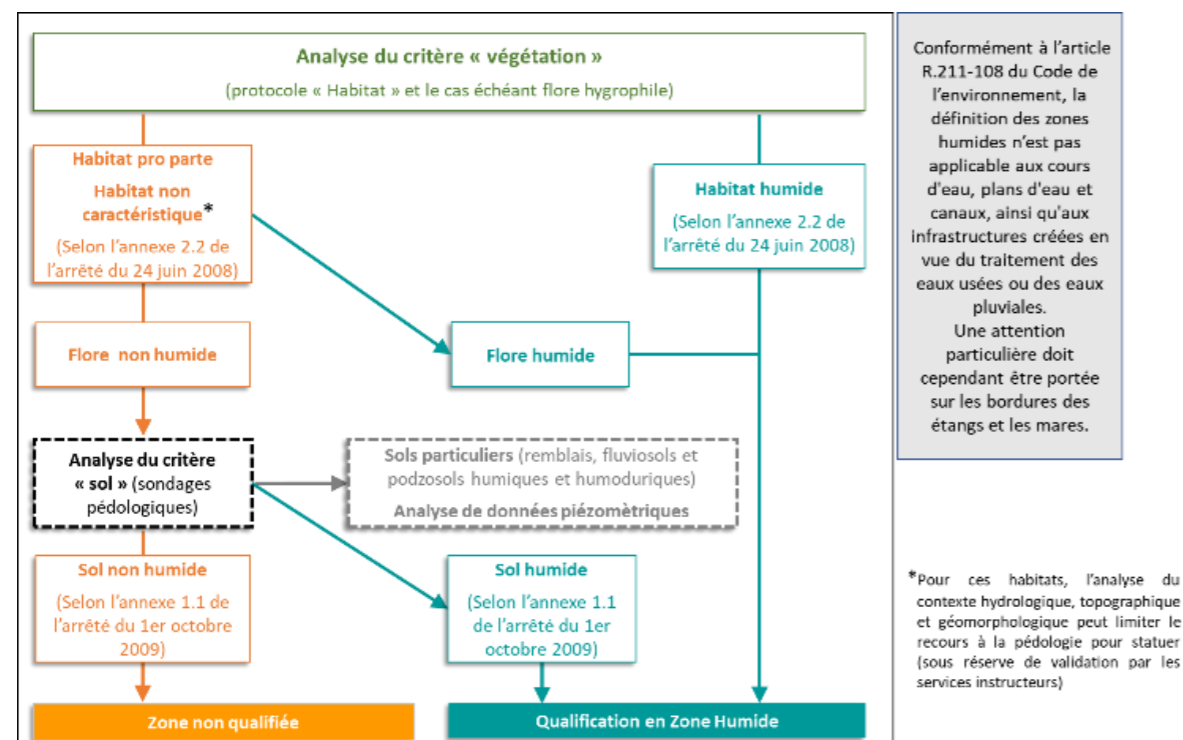 Analyse du critère « végétation »
(protocole « Habitat » et le cas échéant flore hygrophile)
Habitat pro parte
Habitat non
caractéristique*
(Selon l’annexe 2.2 de
l’arrêté du 24 juin 2008)
Habitat humide
(Selon l’annexe 2.2 de
l’arrêté du 24 juin 2008)
Flore non humide
Flore humide
Analyse du critère
« sol » (sondages
pédologiques)
Sols particuliers (remblais, fluviosols et
podzosols humiques et humoduriques)
Analyse de données piézomètriques
Sol non humide
(Selon l’annexe 1.1 de
l’arrêté du 1er octobre
2009)
Sol humide
(Selon l’annexe 1.1
de l’arrêté du 1er
octobre 2009)
Zone non qualifiée
Qualification en Zone Humide
Conformément à l’article
R.211-108 du Code de
l’environnement, la
définition des zones
humides n’est pas
applicable aux cours
d'eau, plans d'eau et
canaux, ainsi qu'aux
infrastructures créées en
vue du traitement des
eaux usées ou des eaux
pluviales.
Une attention
particulière doit
cependant être portée
sur les bordures des
étangs et les mares.
*Pour ces habitats, l’analyse du
contexte hydrologique, topographique
et géomorphologique peut limiter le
recours à la pédologie pour statuer
(sous réserve de validation par les
services instructeurs)